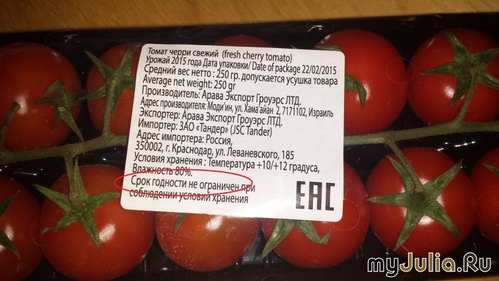 Томат черри свежий (fresh cherry tomato)
Урожай 2015 года Дата упаковки/ Date of package 22/02/2015
Средний вес нетто : 250 гр. допускается усушка товара
Average net weight: 250 gr
Производитель: Арава Экспорт Гроуэрс ЛТД.
Адрес производителя: Моди ин, ул. Хама айан 2, 7171102, Израиль
Экспортер: Арава Экспорт Гроуэрс ЛТД.
Импортер: ЗАО «Тандер» (JSC Tander)
Адрес импортера: Россия,
350002, г. Краснодар, ул. Леваневского, 185
Условия хранения : Температура +10/+12 градуса,
Влажность 80%.
Срок годности не ограничен при
соблюдении условий хранения
ЕАС
myJulia.Ru